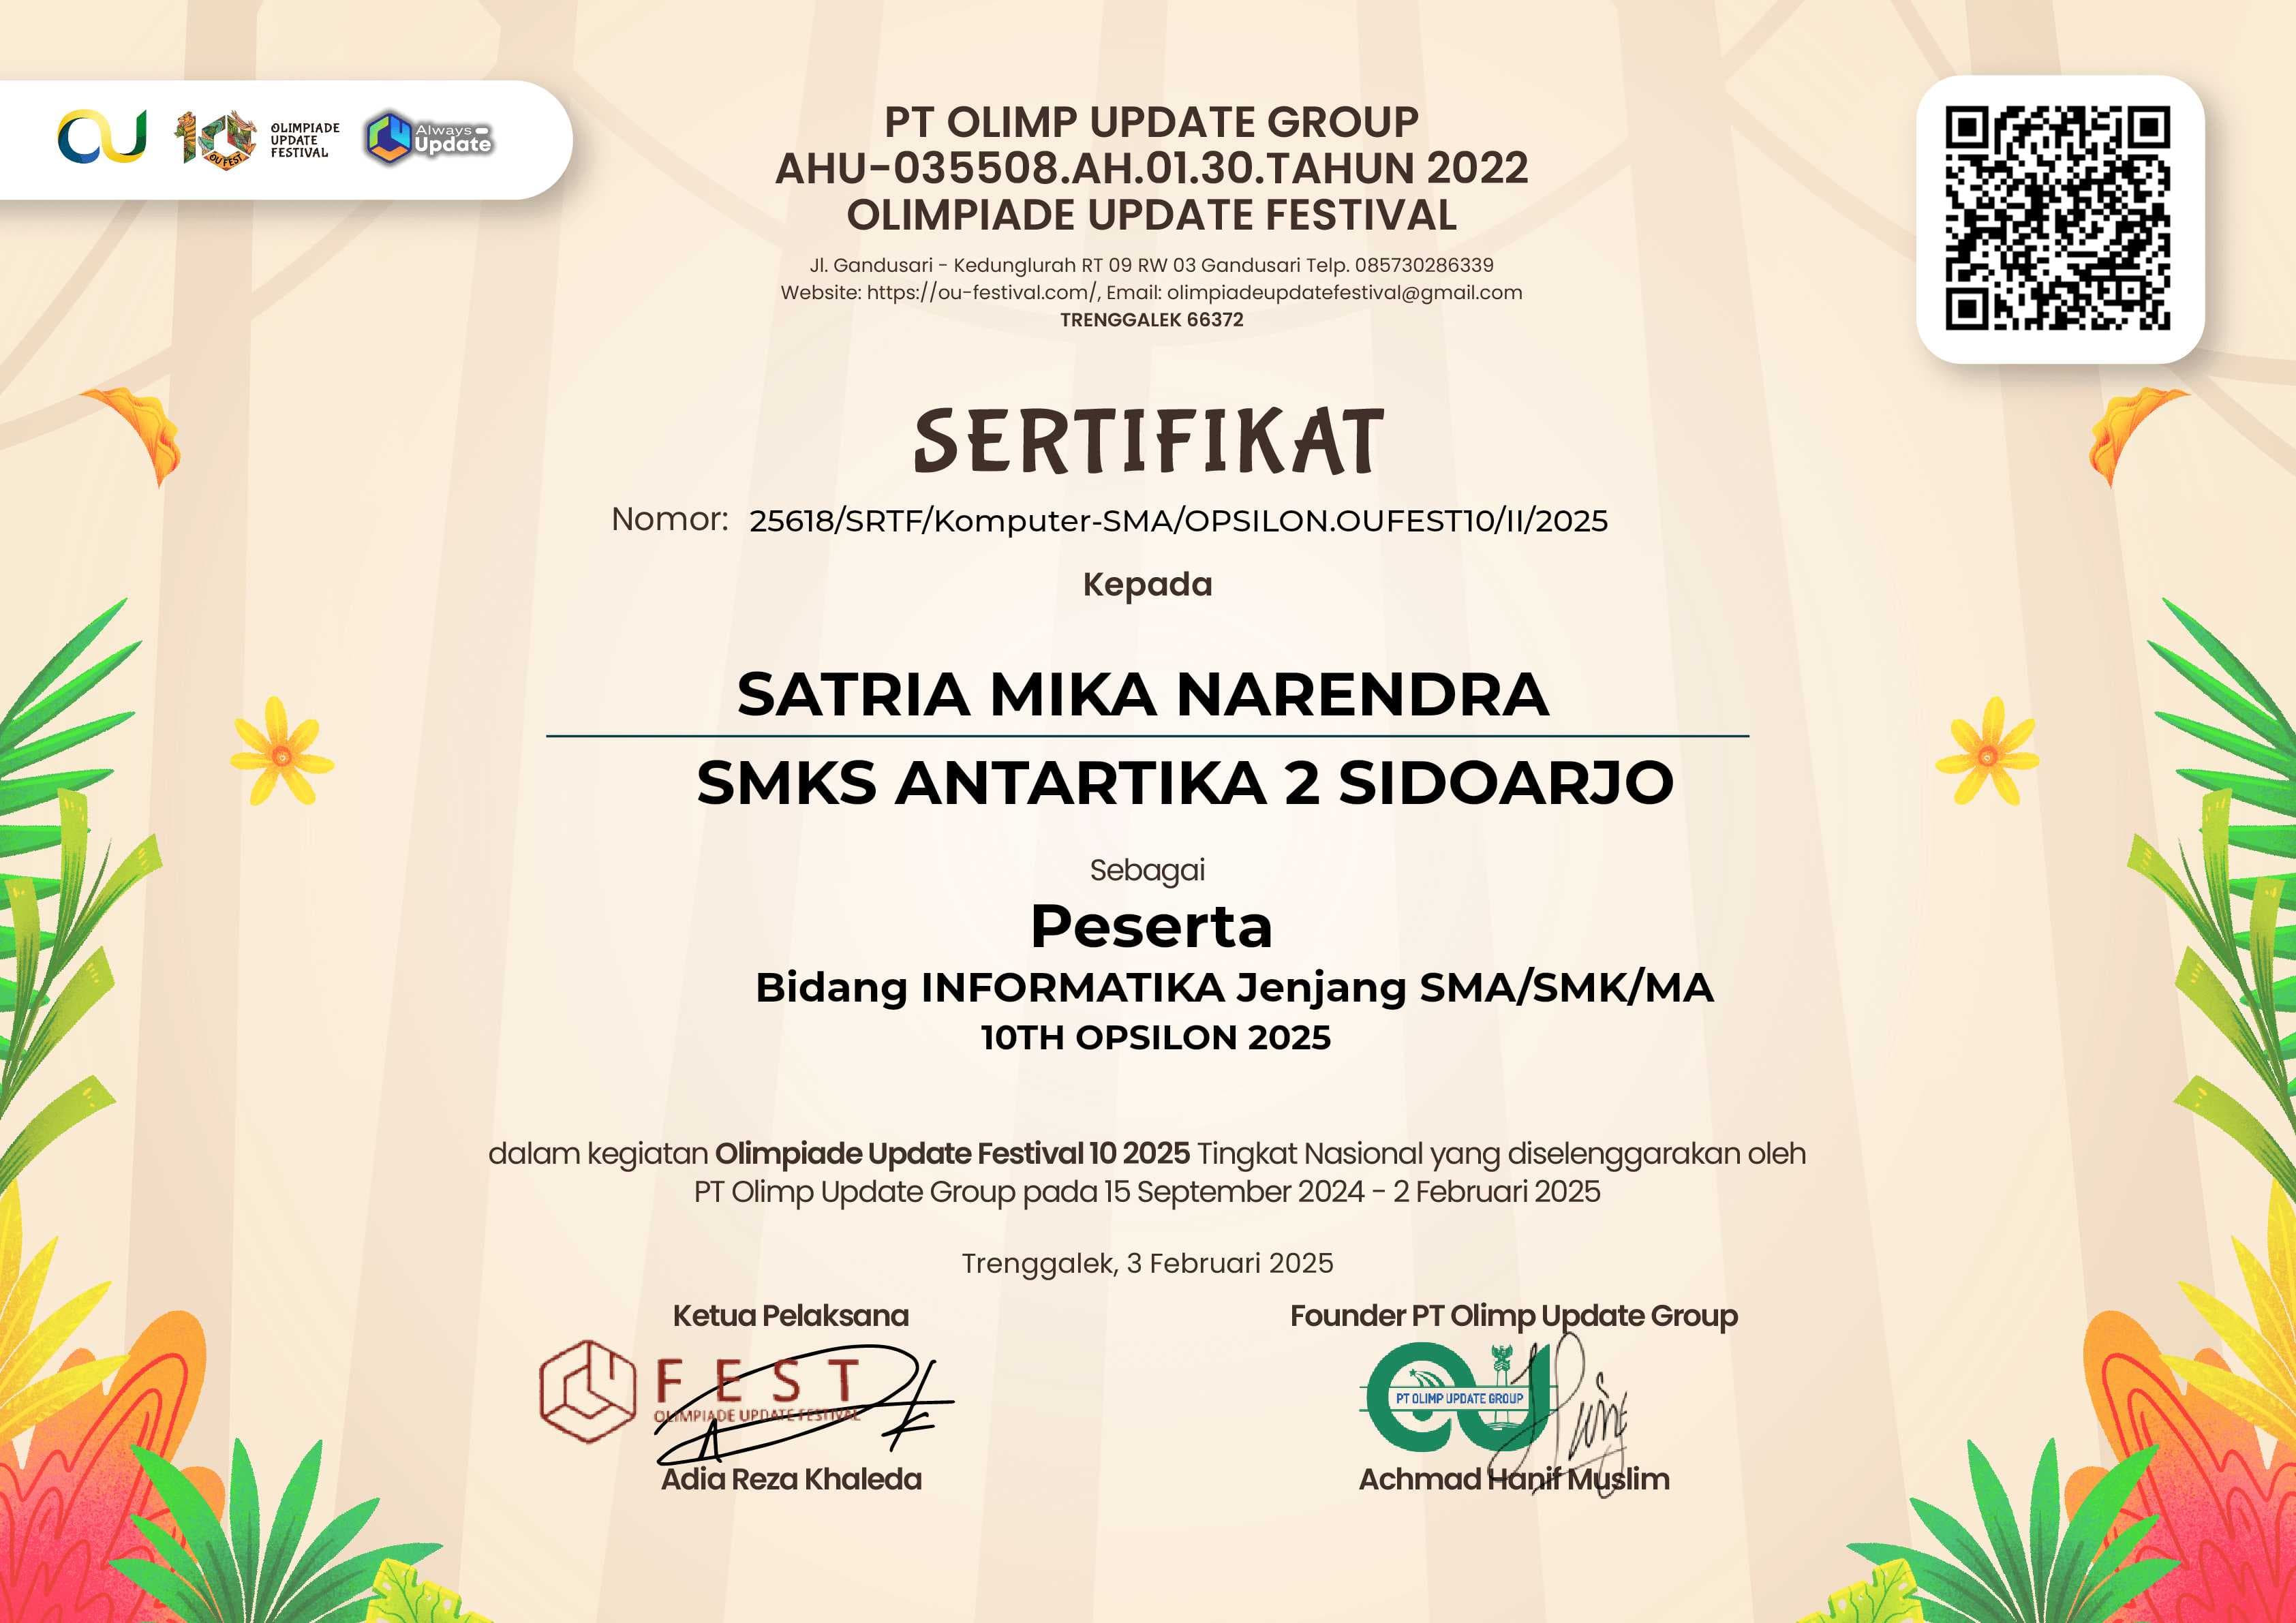 OU FEST
OLIMPIADE
UPDATE
FESTIVAL
Always
Update
PT OLIMP UPDATE GROUP
AHU-035508.AH.01.30.TAHUN 2022
OLIMPIADE UPDATE FESTIVAL
Jl. Gandusari - Kedunglurah RT 09 RW 03 Gandusari Telp. 085730286339
Website: https://ou-festival.com/, Email: olimpiadeupdatefestival@gmail.com
TRENGGALEK 66372
SERTIFIKAT
Nomor: 25618/SRTF/Komputer-SMA/OPSILON.OUFEST10/II/2025
Kepada
SATRIA MIKA NARENDRA
SMKS ANTARTIKA 2 SIDOARJO
Sebagai
Peserta
Bidang INFORMATIKA Jenjang SMA/SMK/MA
10TH OPSILON 2025
dalam kegiatan Olimpiade Update Festival 10 2025 Tingkat Nasional yang diselenggarakan oleh
PT Olimp Update Group pada 15 September 2024 - 2 Februari 2025
Trenggalek, 3 Februari 2025
Ketua Pelaksana
FEST
OLIMPIADE UPDATE FESTIVAL
Adia Reza Khaleda
Founder PT Olimp Update Group
PT OLIMP UPDATE GROUP
Achmad Hanif Muslim